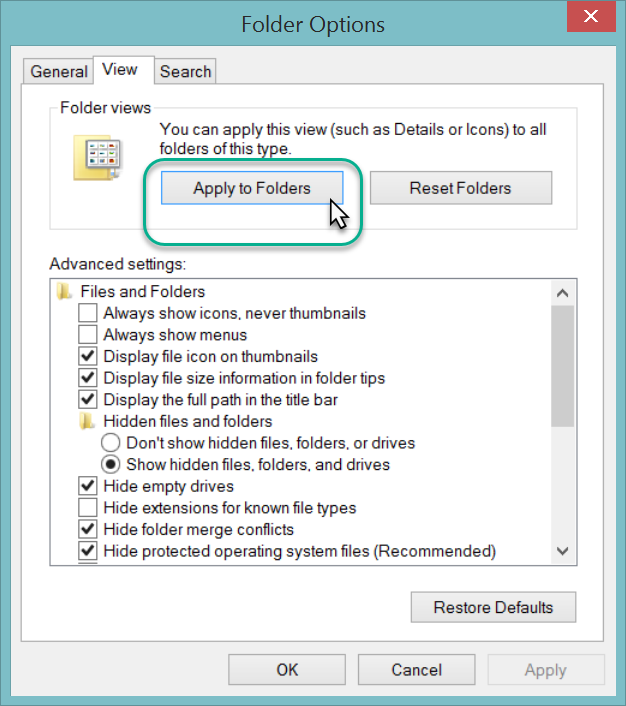 Folder Options
General
View
Search
Folder views
You can apply this view (such as Details or Icons) to all
folders of this type.
Apply to Folders
Reset Folders
Advanced settings:
Files and Folders
Always show icons, never thumbnails
Always show menus
Display file icon on thumbnails
Display file size information in folder tips
Display the full path in the title bar
Hidden files and folders
Don't show hidden files, folders, or drives
Show hidden files, folders, and drives
Hide empty drives
Hide extensions for known file types
Hide folder merge conflicts
Hide protected operating system files (Recommended)
Restore Defaults
OK
Cancel
Apply